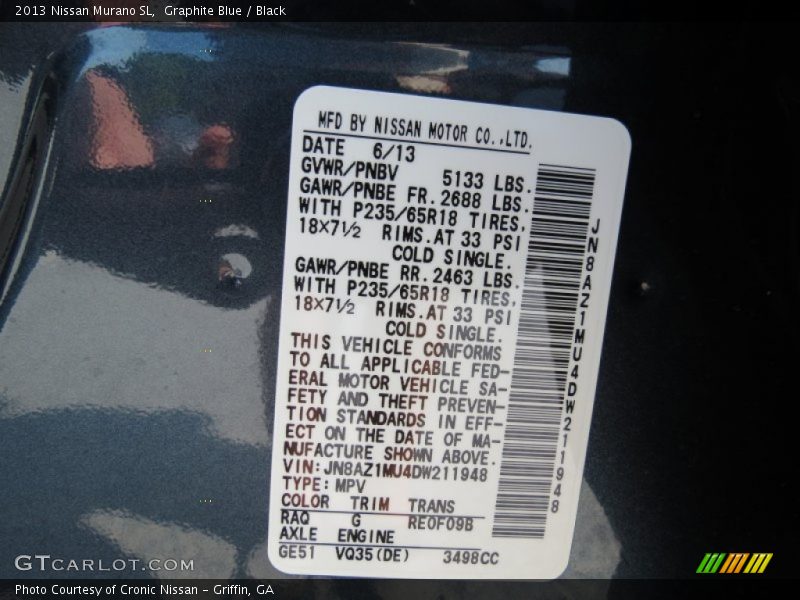 2013 Nissan Murano SL, Graphite Blue / Black
MFD BY NISSAN MOTOR CO.,LTD.
DATE 6/13
GVWR/PNBV 5133 LBS.
GAWR/PNBE FR. 2688 LBS.
WITH P235/65R18 TIRES,
18×7½ RIMS.AT 33 PSI
COLD SINGLE.
GAWR/PNBE RR. 2463 LBS.
WITH P235/65R18 TIRES,
18×7½ RIMS.AT 33 PSI
COLD SINGLE.
THIS VEHICLE CONFORMS
TO ALL APPLICABLE FED-
ERAL MOTOR VEHICLE SA-
FETY AND THEFT PREVEN-
TION STANDARDS IN EFF-
ECT ON THE DATE OF MA-
NUFACTURE SHOWN ABOVE.
VIN:JN8AZ1MU4DW211948
TYPE:MPV
COLOR TRIM TRANS
RAQ G RE0F09B
AXLE ENGINE
GE51 VQ35(DE) 3498CC
JN8AZ1MU4DW211948
GTCARLOT.COM
Photo Courtesy of Cronic Nissan - Griffin, GA